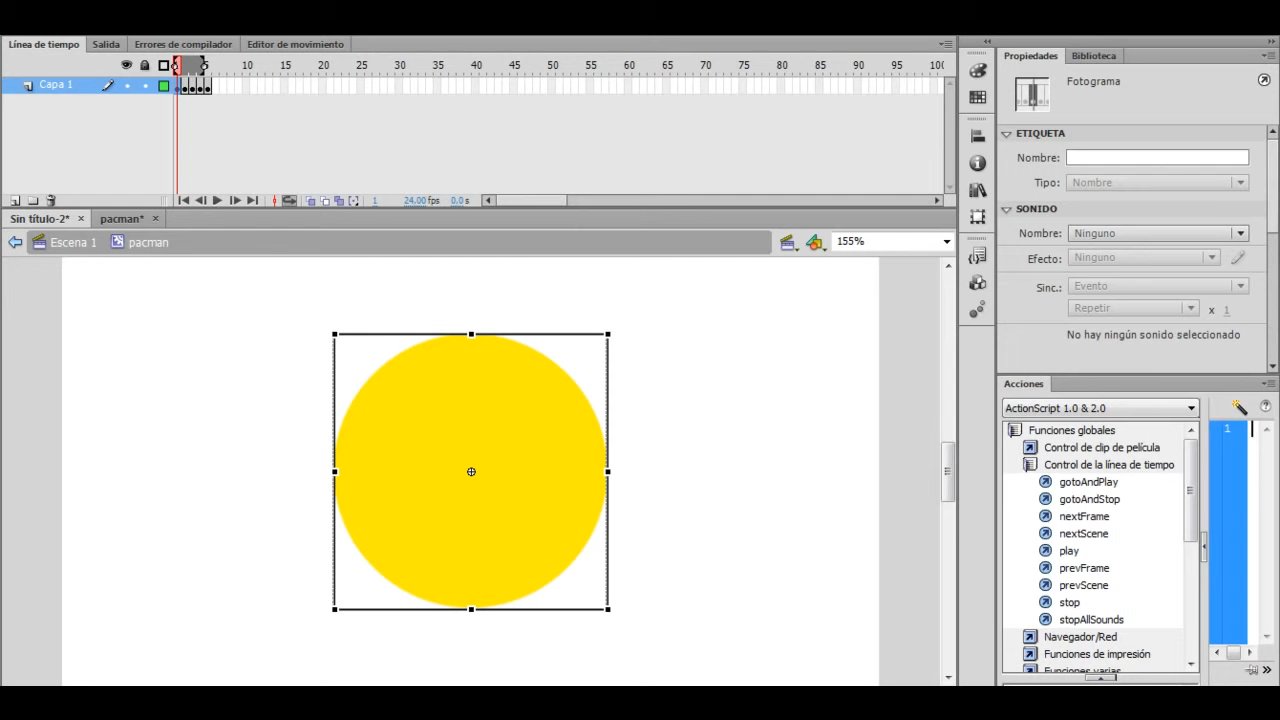 Línea de tiempo Salida Errores de compilador Editor de movimiento
5 10 15 20 25 30 35 40 45 50 55 60 65 70 75 80 85 90 95 100
Capa 1
1 24.00 fps 0.0 s
Sin título-2* pacman*
Escena 1 pacman 155%
Propiedades Biblioteca
Fotograma
ETIQUETA
Nombre:
Tipo: Nombre
SONIDO
Nombre: Ninguno
Efecto: Ninguno
Sinc.: Evento
Repetir x 1
No hay ningún sonido seleccionado
Acciones
ActionScript 1.0 & 2.0
Funciones globales
Control de clip de película
Control de la línea de tiempo
gotoAndPlay
gotoAndStop
nextFrame
nextScene
play
prevFrame
prevScene
stop
stopAllSounds
Navegador/Red
Funciones de impresión
Funciones varias
1